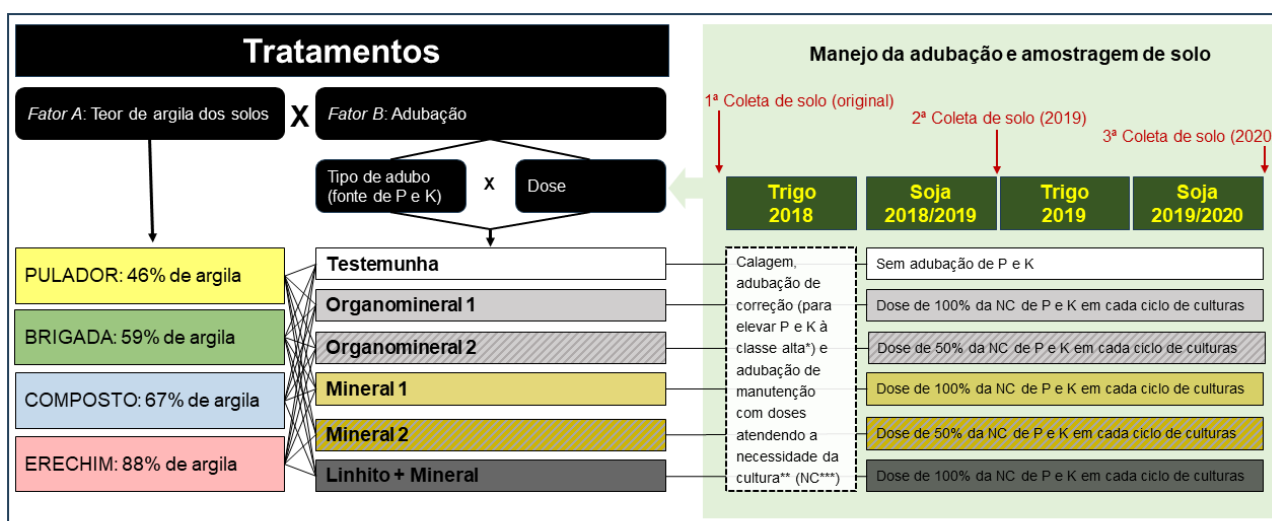 Tratamentos
Fator A: Teor de argila dos solos
X
Fator B: Adubação
Tipo de adubo
(fonte de P e K)
X
Dose
PULADOR: 46% de argila
BRIGADA: 59% de argila
COMPOSTO: 67% de argila
ERECHIM: 88% de argila
Testemunha
Organomineral 1
Organomineral 2
Mineral 1
Mineral 2
Linhito + Mineral
Manejo da adubação e amostragem de solo
1ª Coleta de solo (original)
2ª Coleta de solo (2019)
3ª Coleta de solo (2020
Trigo
2018
Soja
2018/2019
Trigo
2019
Soja
2019/2020
Calagem,
adubação de
correção (para
elevar P e K à
classe alta*) e
adubação de
manutenção
com doses
atendendo a
necessidade da
cultura** (NC***)
Sem adubação de P e K
Dose de 100% da NC de P e K em cada ciclo de culturas
Dose de 50% da NC de P e K em cada ciclo de culturas
Dose de 100% da NC de P e K em cada ciclo de culturas
Dose de 50% da NC de P e K em cada ciclo de culturas
Dose de 100% da NC de P e K em cada ciclo de culturas